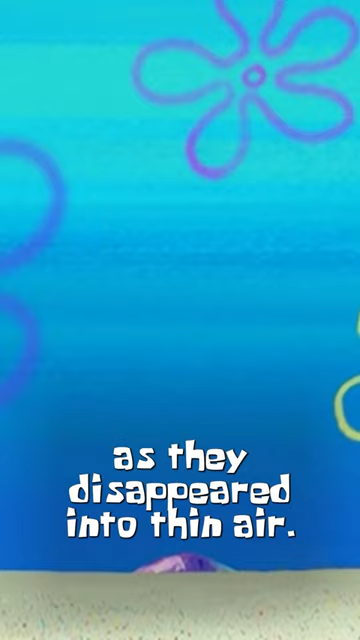 as they
disappeared
into thin air.